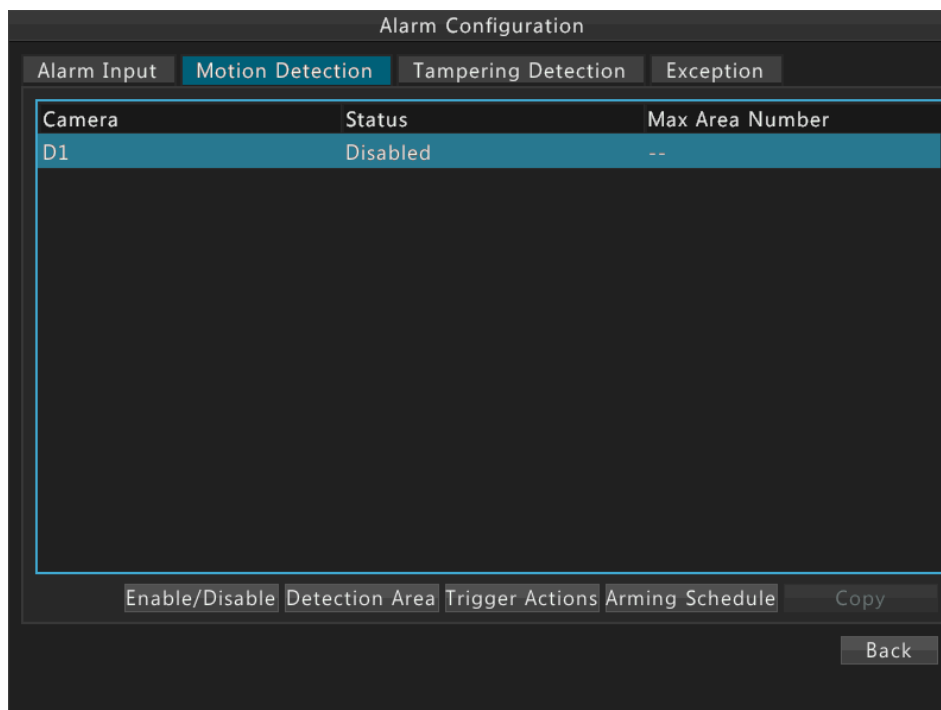 Alarm Configuration
Alarm Input Motion Detection Tampering Detection Exception
Camera Status Max Area Number
D1 Disabled --
Enable/Disable Detection Area Trigger Actions Arming Schedule Copy
Back